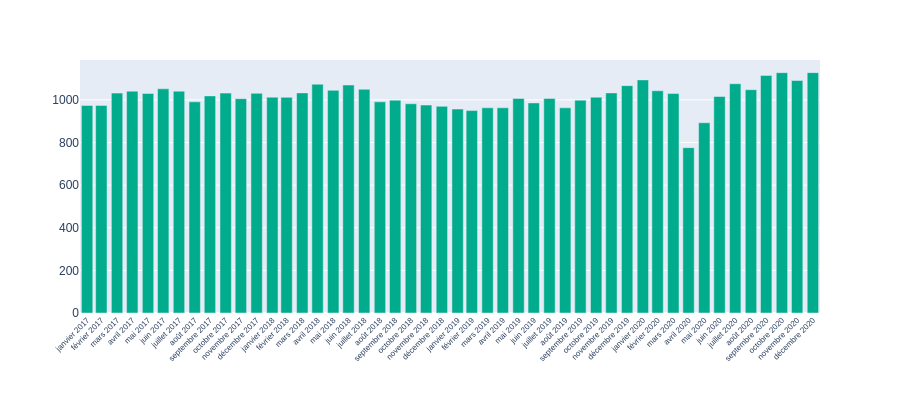 1000
800
600
400
200
0
janvier 2017
février 2017
mars 2017
avril 2017
mai 2017
juin 2017
juillet 2017
août 2017
septembre 2017
octobre 2017
novembre 2017
décembre 2017
janvier 2018
février 2018
mars 2018
avril 2018
mai 2018
juin 2018
juillet 2018
août 2018
septembre 2018
octobre 2018
novembre 2018
décembre 2018
janvier 2019
février 2019
mars 2019
avril 2019
mai 2019
juin 2019
juillet 2019
août 2019
septembre 2019
octobre 2019
novembre 2019
décembre 2019
janvier 2020
février 2020
mars 2020
avril 2020
mai 2020
juin 2020
juillet 2020
août 2020
septembre 2020
octobre 2020
novembre 2020
décembre 2020